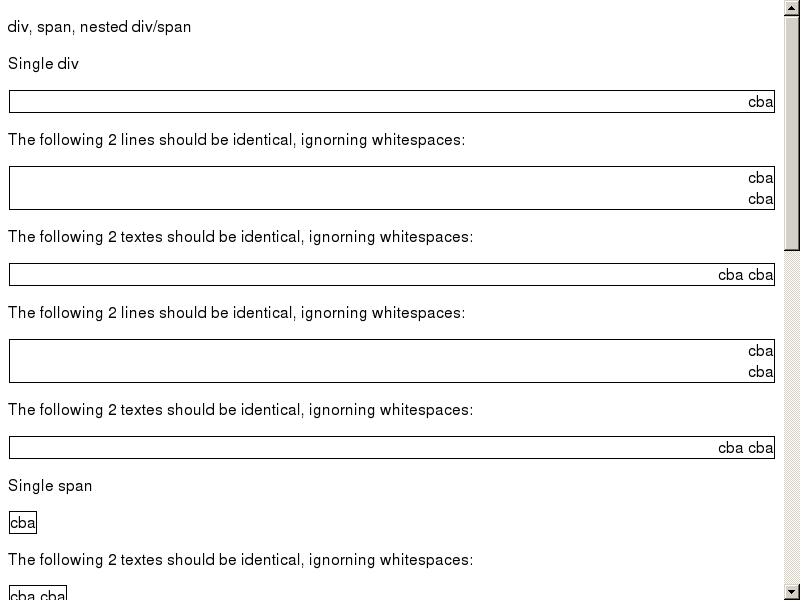 div, span, nested div/span
Single div
cba
The following 2 lines should be identical, ignorning whitespaces:
cba
cba
The following 2 textes should be identical, ignorning whitespaces:
cba cba
The following 2 lines should be identical, ignorning whitespaces:
cba
cba
The following 2 textes should be identical, ignorning whitespaces:
cba cba
Single span
cba
The following 2 textes should be identical, ignorning whitespaces:
cba cba